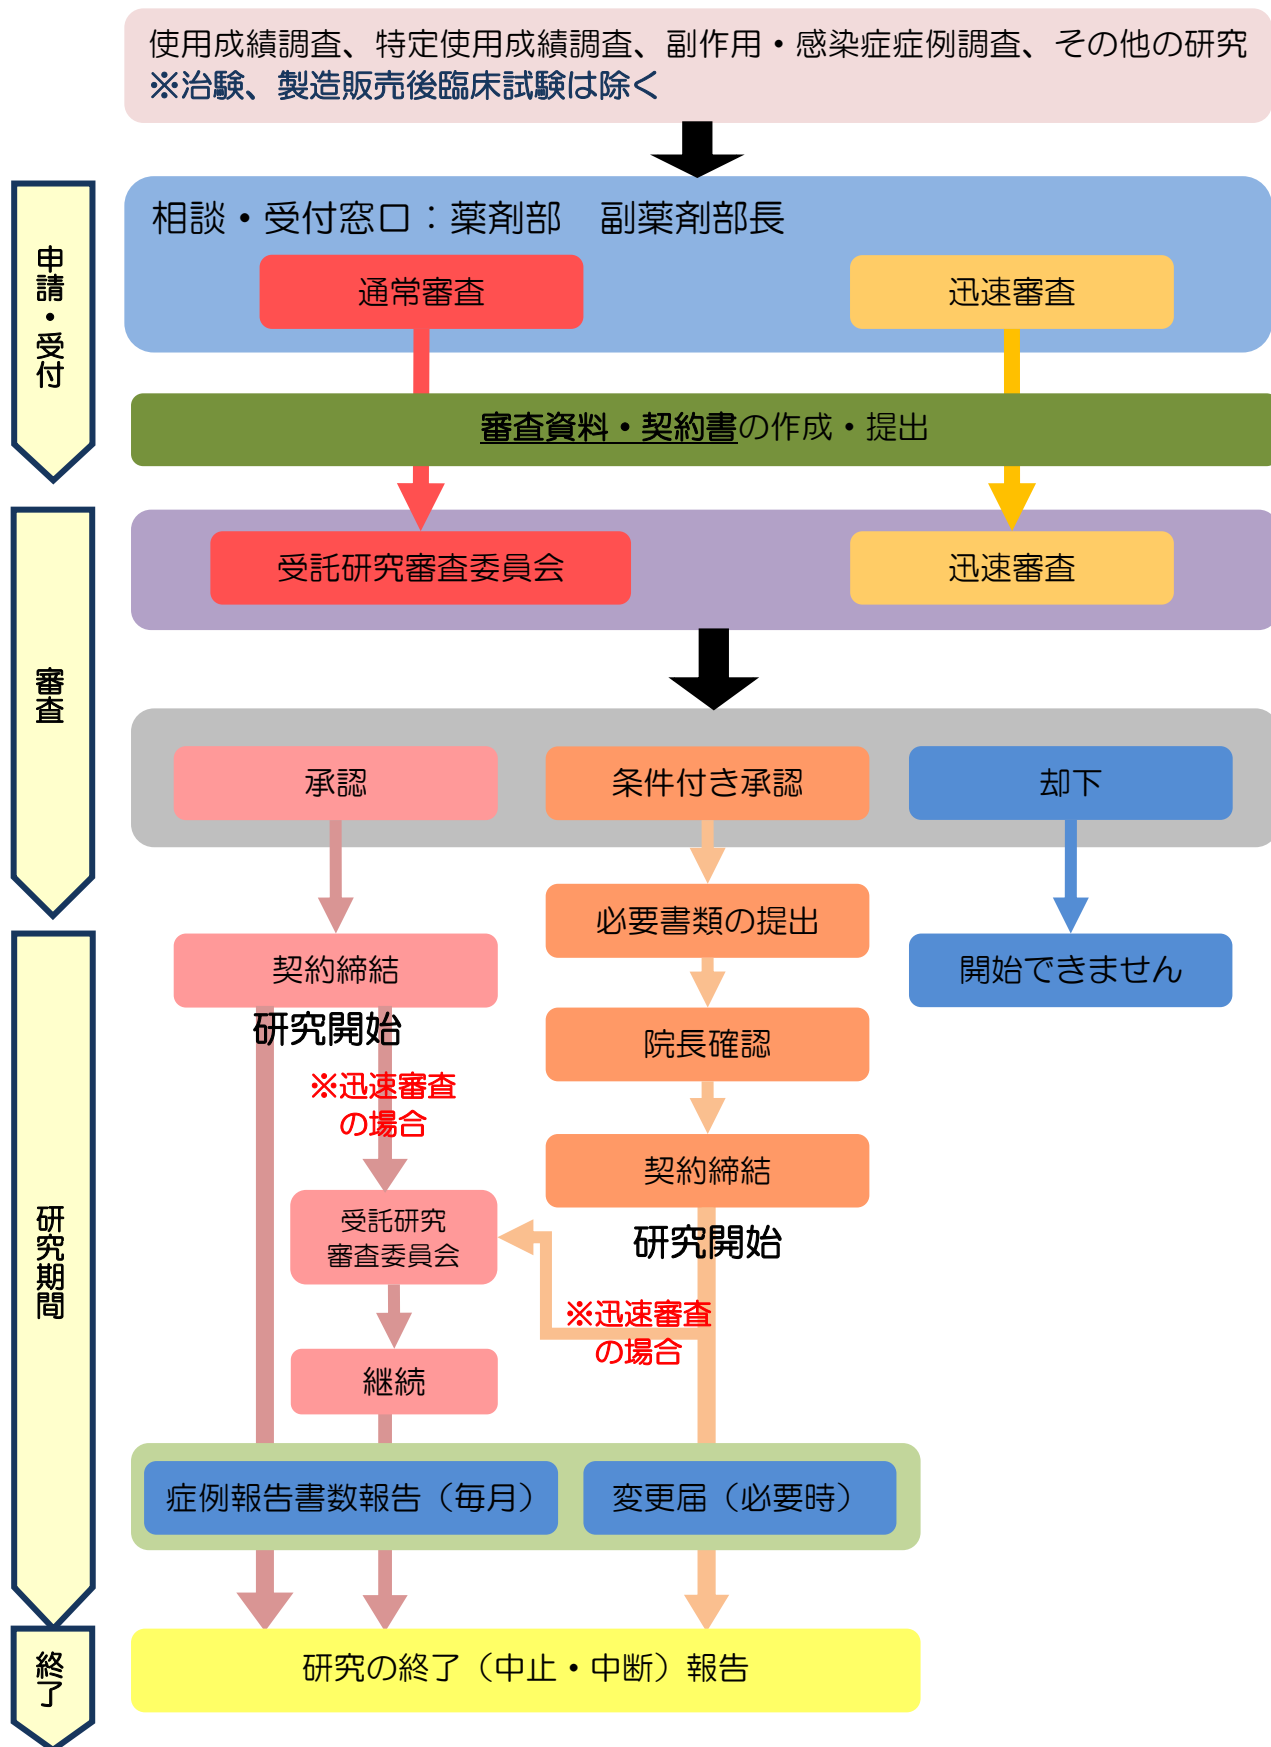 使用成績調査、特定使用成績調査、副作用・感染症症例調査、その他の研究
※治験、製造販売後臨床試験は除く
申請・受付
相談・受付窓口：薬剤部　副薬剤部長
通常審査
迅速審査
審査資料・契約書の作成・提出
審査
受託研究審査委員会
迅速審査
承認
条件付き承認
却下
必要書類の提出
研究期間
契約締結
開始できません
研究開始
院長確認
※迅速審査
の場合
契約締結
受託研究
審査委員会
研究開始
※迅速審査
の場合
継続
症例報告書数報告（毎月）
変更届（必要時）
終了
研究の終了（中止・中断）報告